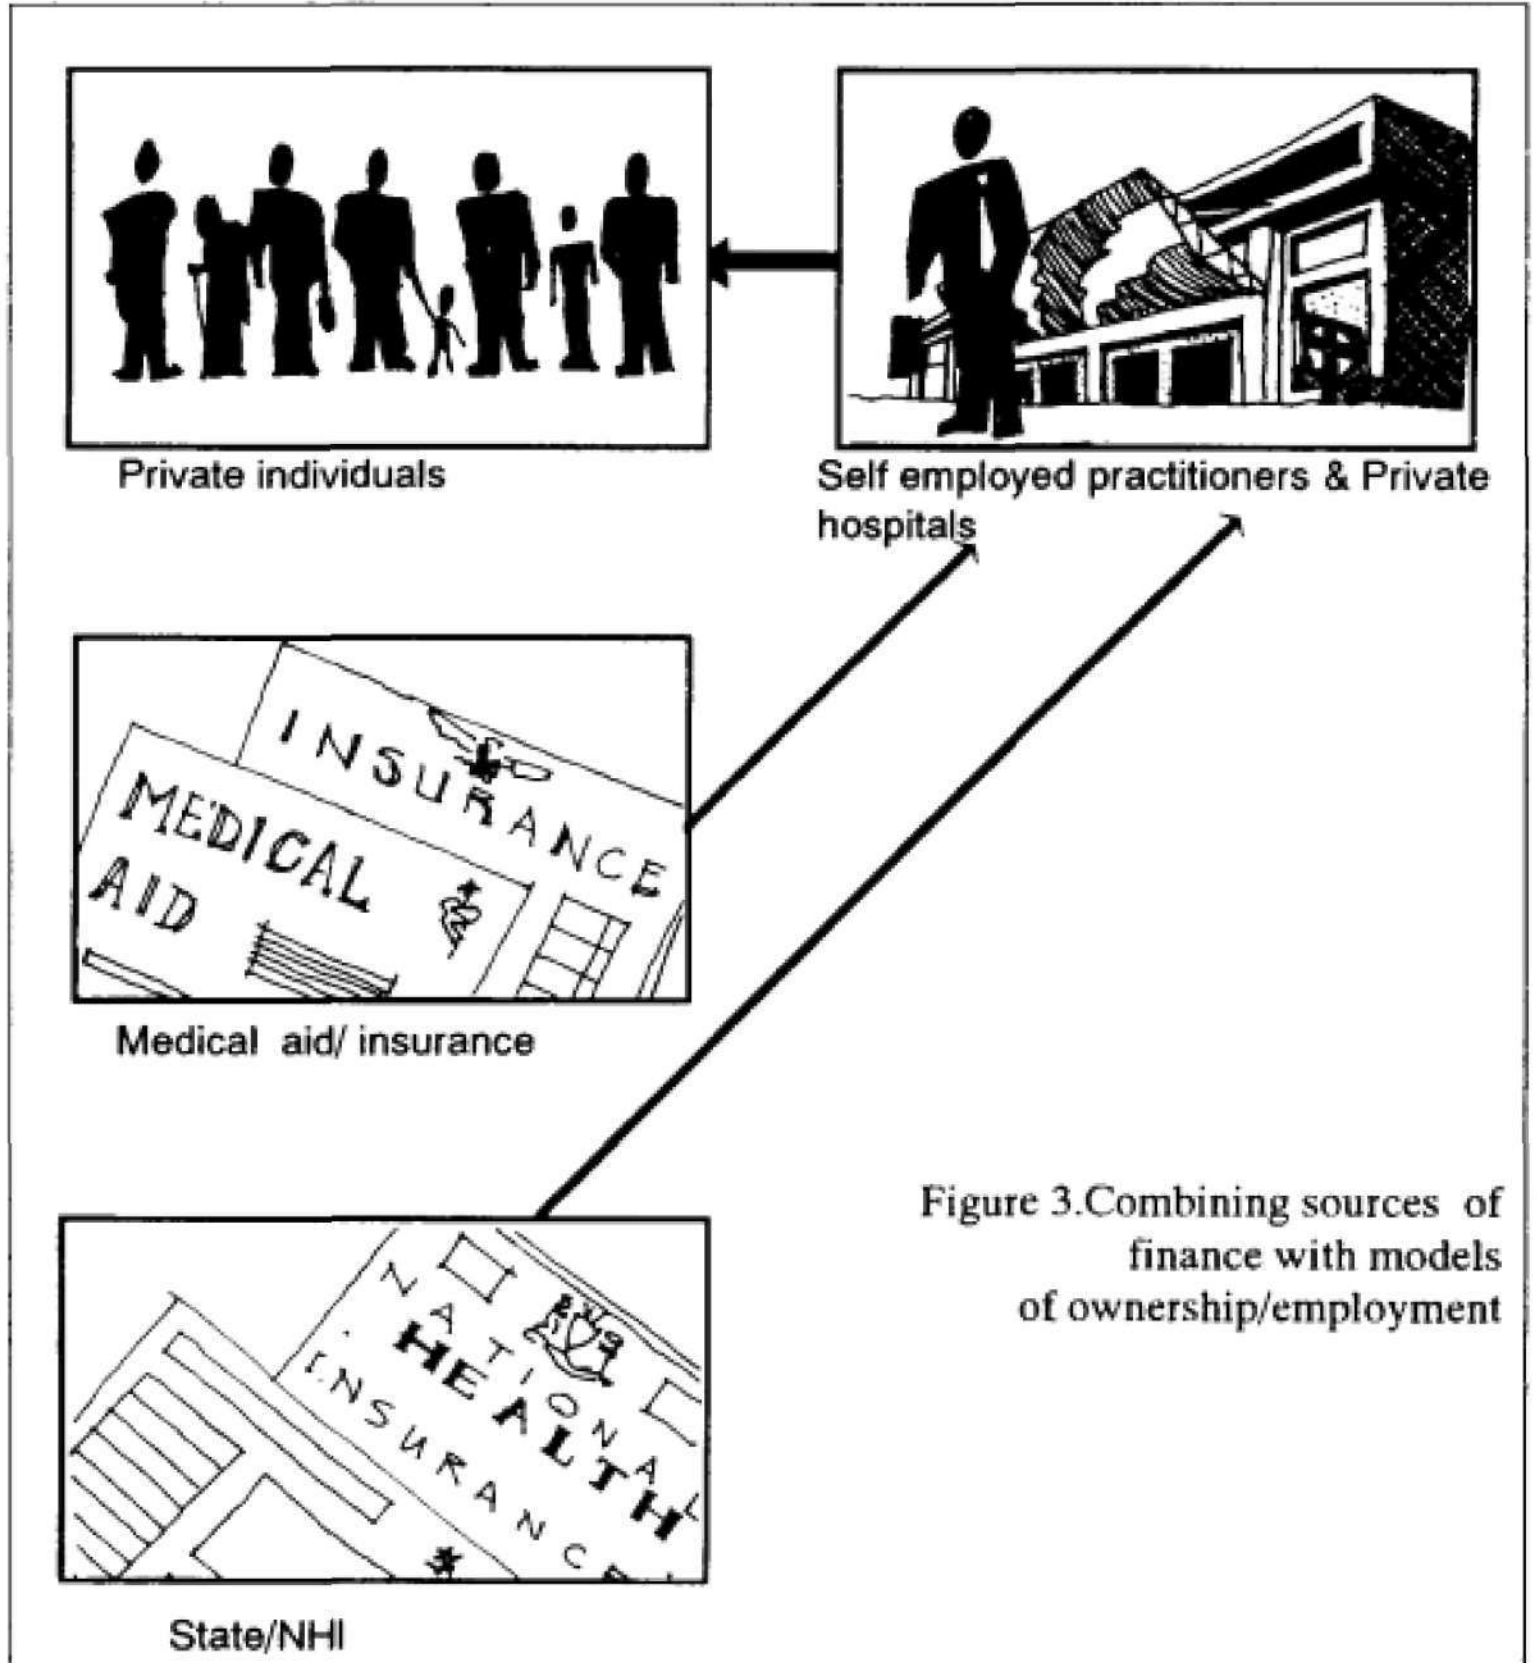 Private individuals
Self employed practitioners & Private
hospitals
INSURANCE
MEDICAL
AID
Medical aid/ insurance
Figure 3.Combining sources of
finance with models
of ownership/employment
NATIONAL
HEALTH
INSURANCE
State/NHI